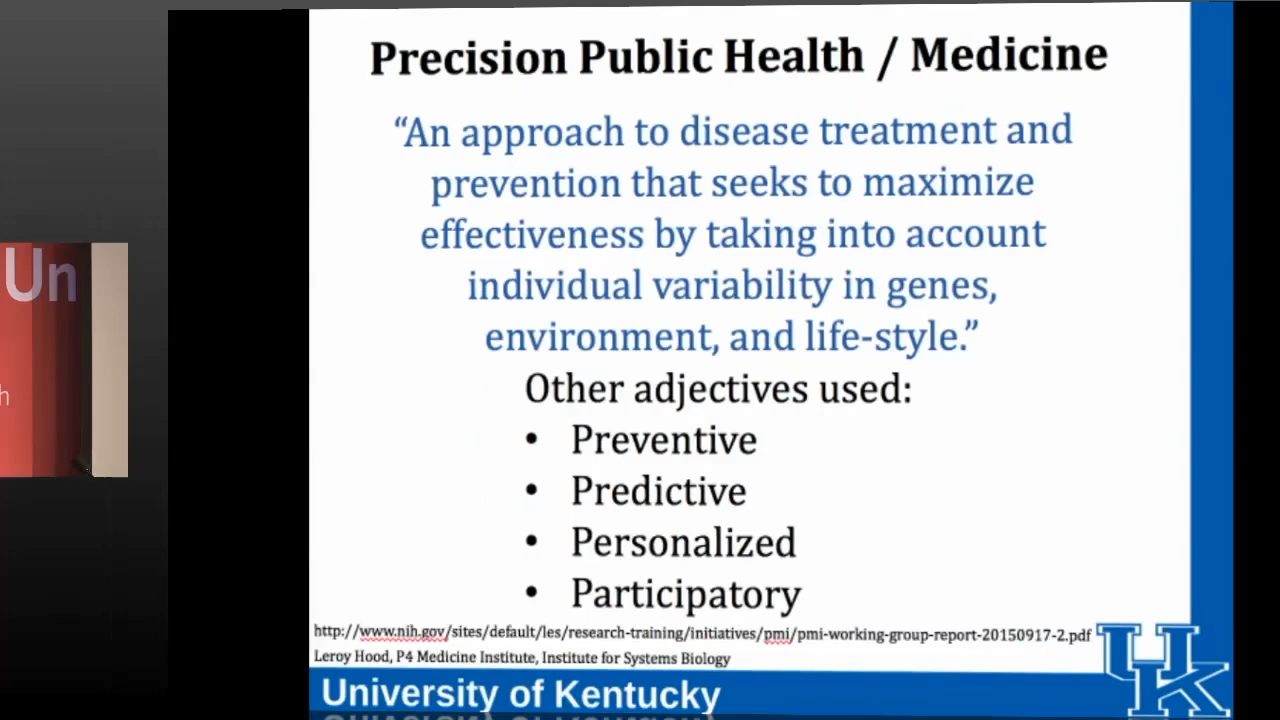 Precision Public Health / Medicine
“An approach to disease treatment and
prevention that seeks to maximize
effectiveness by taking into account
individual variability in genes,
environment, and life-style.”
Other adjectives used:
• Preventive
• Predictive
• Personalized
• Participatory
http://www.nih.gov/sites/default/les/research-training/initiatives/pmi/pmi-working-group-report-20150917-2.pdf
Leroy Hood, P4 Medicine Institute, Institute for Systems Biology
University of Kentucky
UK
Un
h